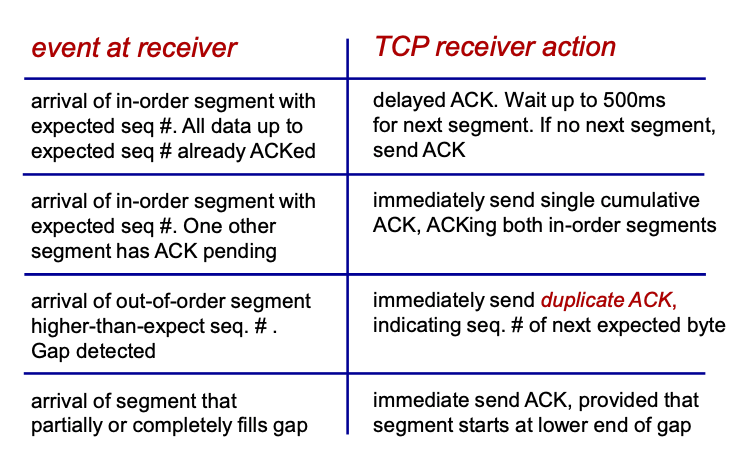 event at receiver
TCP receiver action
arrival of in-order segment with
expected seq #. All data up to
expected seq # already ACKed
delayed ACK. Wait up to 500ms
for next segment. If no next segment,
send ACK
arrival of in-order segment with
expected seq #. One other
segment has ACK pending
immediately send single cumulative
ACK, ACKing both in-order segments
arrival of out-of-order segment
higher-than-expect seq. # .
Gap detected
immediately send duplicate ACK,
indicating seq. # of next expected byte
arrival of segment that
partially or completely fills gap
immediate send ACK, provided that
segment starts at lower end of gap